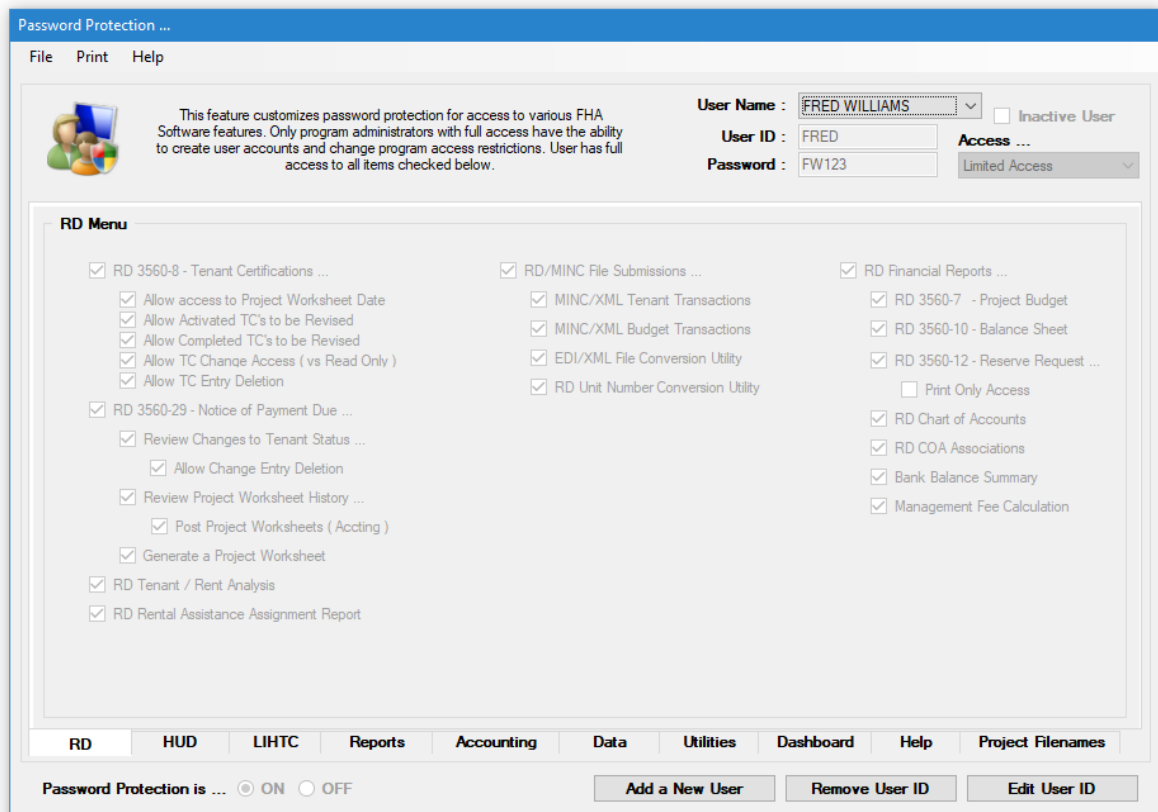 Password Protection ...
File Print Help
This feature customizes password protection for access to various FHA
Software features. Only program administrators with full access have the ability
to create user accounts and change program access restrictions. User has full
access to all items checked below.
User Name : FRED WILLIAMS
Inactive User
User ID : FRED
Access ...
Password : FW123
Limited Access
RD Menu
RD 3560-8 - Tenant Certifications ...
Allow access to Project Worksheet Date
Allow Activated TC's to be Revised
Allow Completed TC's to be Revised
Allow TC Change Access ( vs Read Only )
Allow TC Entry Deletion
RD 3560-29 - Notice of Payment Due ...
Review Changes to Tenant Status ...
Allow Change Entry Deletion
Review Project Worksheet History ...
Post Project Worksheets ( Accting )
Generate a Project Worksheet
RD Tenant / Rent Analysis
RD Rental Assistance Assignment Report
RD/MINC File Submissions ...
MINC/XML Tenant Transactions
MINC/XML Budget Transactions
EDI/XML File Conversion Utility
RD Unit Number Conversion Utility
RD Financial Reports ...
RD 3560-7 - Project Budget
RD 3560-10 - Balance Sheet
RD 3560-12 - Reserve Request ...
Print Only Access
RD Chart of Accounts
RD COA Associations
Bank Balance Summary
Management Fee Calculation
RD HUD LIHTC Reports Accounting Data Utilities Dashboard Help Project Filenames
Password Protection is ... ON OFF
Add a New User Remove User ID Edit User ID